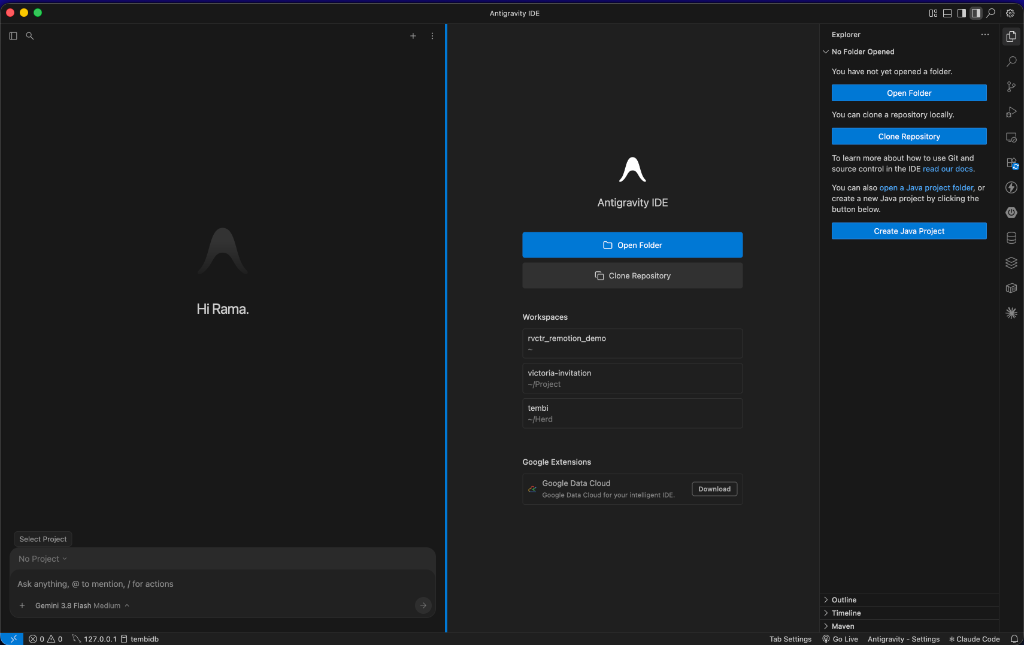 Antigravity IDE
Hi Rama.
Select Project
No Project
Ask anything, @ to mention, / for actions
Gemini 3.8 Flash Medium
Antigravity IDE
Open Folder
Clone Repository
Workspaces
rvctr_remotion_demo
~
victoria-invitation
~/Project
tembi
~/Herd
Google Extensions
Google Data Cloud
Google Data Cloud for your intelligent IDE.
Download
Explorer
No Folder Opened
You have not yet opened a folder.
Open Folder
You can clone a repository locally.
Clone Repository
To learn more about how to use Git and
source control in the IDE read our docs.
You can also open a Java project folder, or
create a new Java project by clicking the
button below.
Create Java Project
Outline
Timeline
Maven
0 0 127.0.0.1 tembidb
Tab Settings Go Live Antigravity - Settings Claude Code